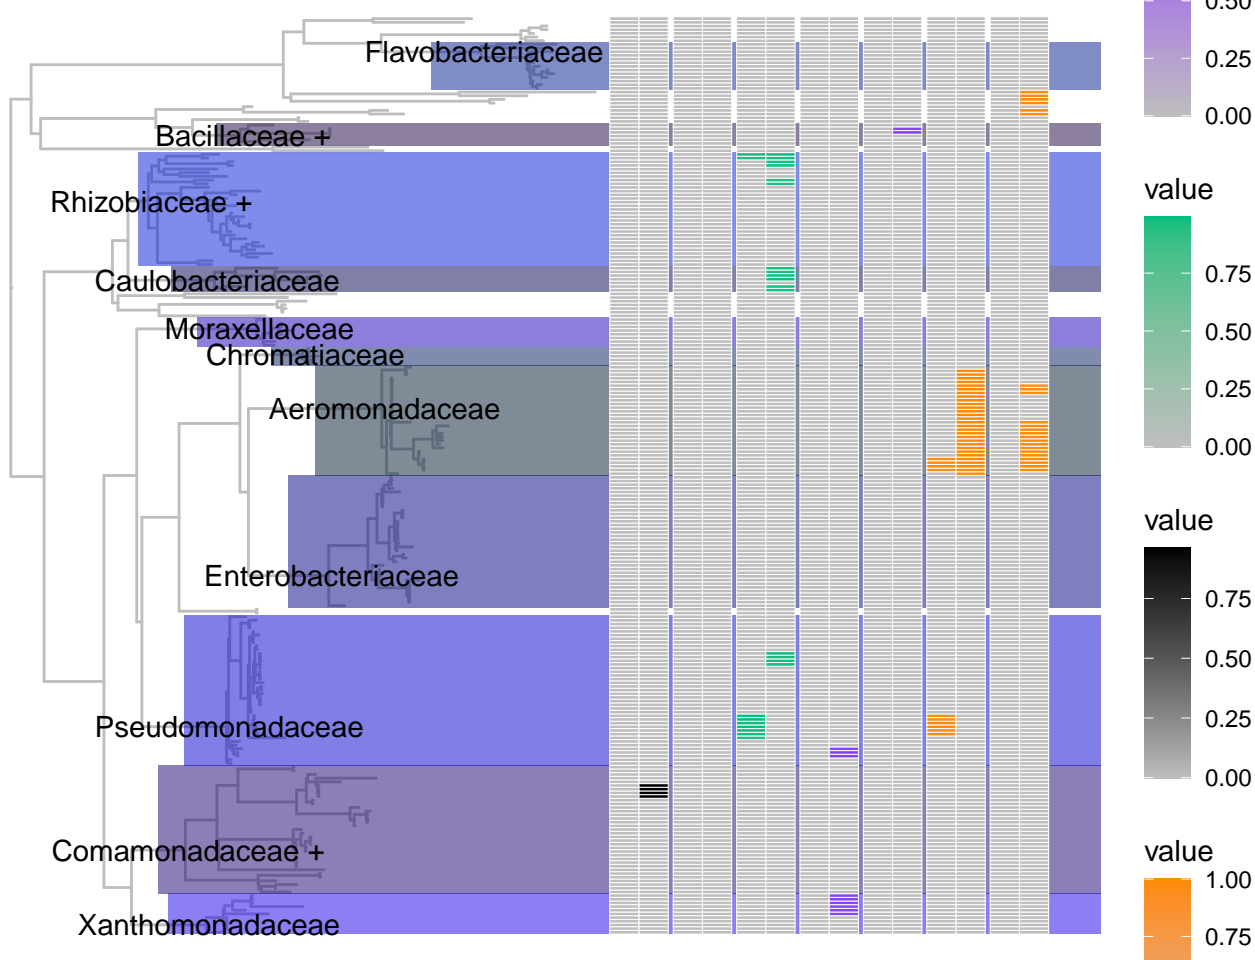 Flavobacteriaceae
Bacillaceae +
Rhizobiaceae +
Caulobacteriaceae
Moraxellaceae
Chromatiaceae
Aeromonadaceae
Enterobacteriaceae
Pseudomonadaceae
Comamonadaceae +
Xanthomonadaceae
0.50
0.25
0.00
value
0.75
0.50
0.25
0.00
value
0.75
0.50
0.25
0.00
value
1.00
0.75